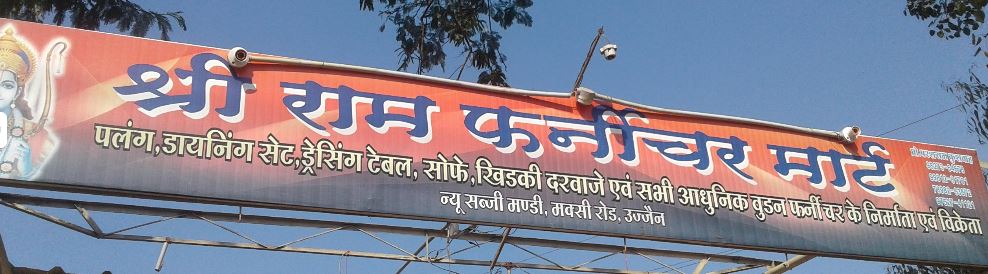 श्री राम फर्नीचर मार्ट
पलंग, डायनिंग सेट, ड्रेसिंग टेबल, सोफे, खिडकी दरवाजे एवं सभी आधुनिक वुडन फर्नीचर के निर्माता एवं विक्रेता
न्यू सब्जी मण्डी, मक्सी रोड, उज्जैन